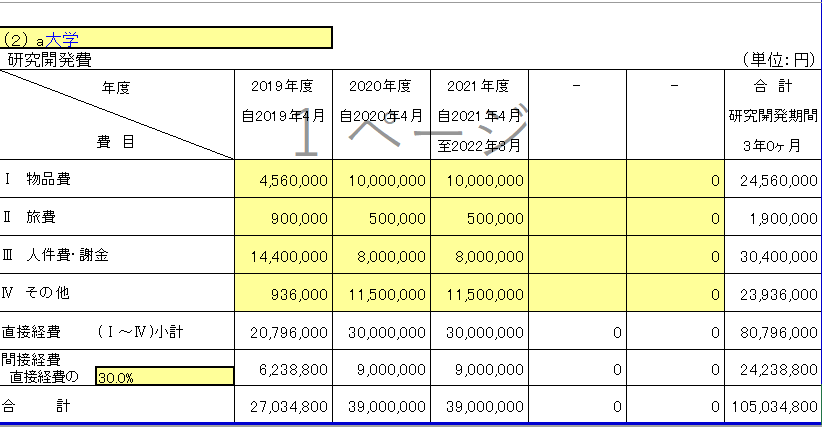 (2) a大学
研究開発費 (単位:円)
年度 2019年度 2020年度 2021年度 - - 合 計
自2019年4月 自2020年4月 自2021年4月 研究開発期間
費 目 至2022年3月 3年0ヶ月
1 ページ
Ⅰ 物品費 4,560,000 10,000,000 10,000,000 0 24,560,000
Ⅱ 旅費 900,000 500,000 500,000 0 1,900,000
Ⅲ 人件費・謝金 14,400,000 8,000,000 8,000,000 0 30,400,000
Ⅳ その他 936,000 11,500,000 11,500,000 0 23,936,000
直接経費 (Ⅰ～Ⅳ)小計 20,796,000 30,000,000 30,000,000 0 0 80,796,000
間接経費
直接経費の 30.0% 6,238,800 9,000,000 9,000,000 0 0 24,238,800
合 計 27,034,800 39,000,000 39,000,000 0 0 105,034,800